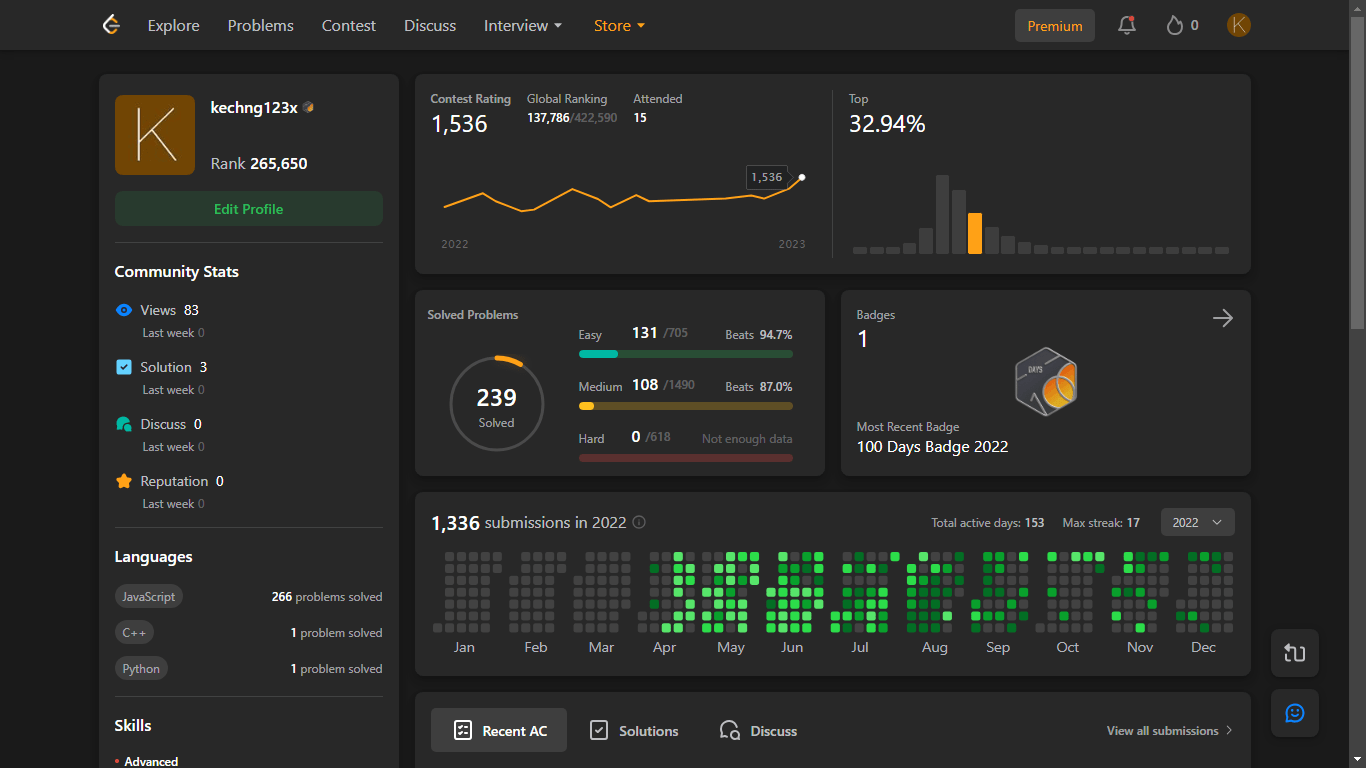 Explore Problems Contest Discuss Interview Store Premium 0 K
K
kechng123x
Rank 265,650
Edit Profile
Community Stats
Views 83
Last week 0
Solution 3
Last week 0
Discuss 0
Last week 0
Reputation 0
Last week 0
Languages
JavaScript 266 problems solved
C++ 1 problem solved
Python 1 problem solved
Skills
Advanced
Contest Rating Global Ranking Attended
1,536 137,786/422,590 15
1,536
2022 2023
Top
32.94%
Solved Problems
239
Solved
Easy 131 /705 Beats 94.7%
Medium 108 /1490 Beats 87.0%
Hard 0 /618 Not enough data
Badges
1
DAYS
Most Recent Badge
100 Days Badge 2022
1,336 submissions in 2022 Total active days: 153 Max streak: 17 2022
Jan Feb Mar Apr May Jun Jul Aug Sep Oct Nov Dec
Recent AC Solutions Discuss View all submissions